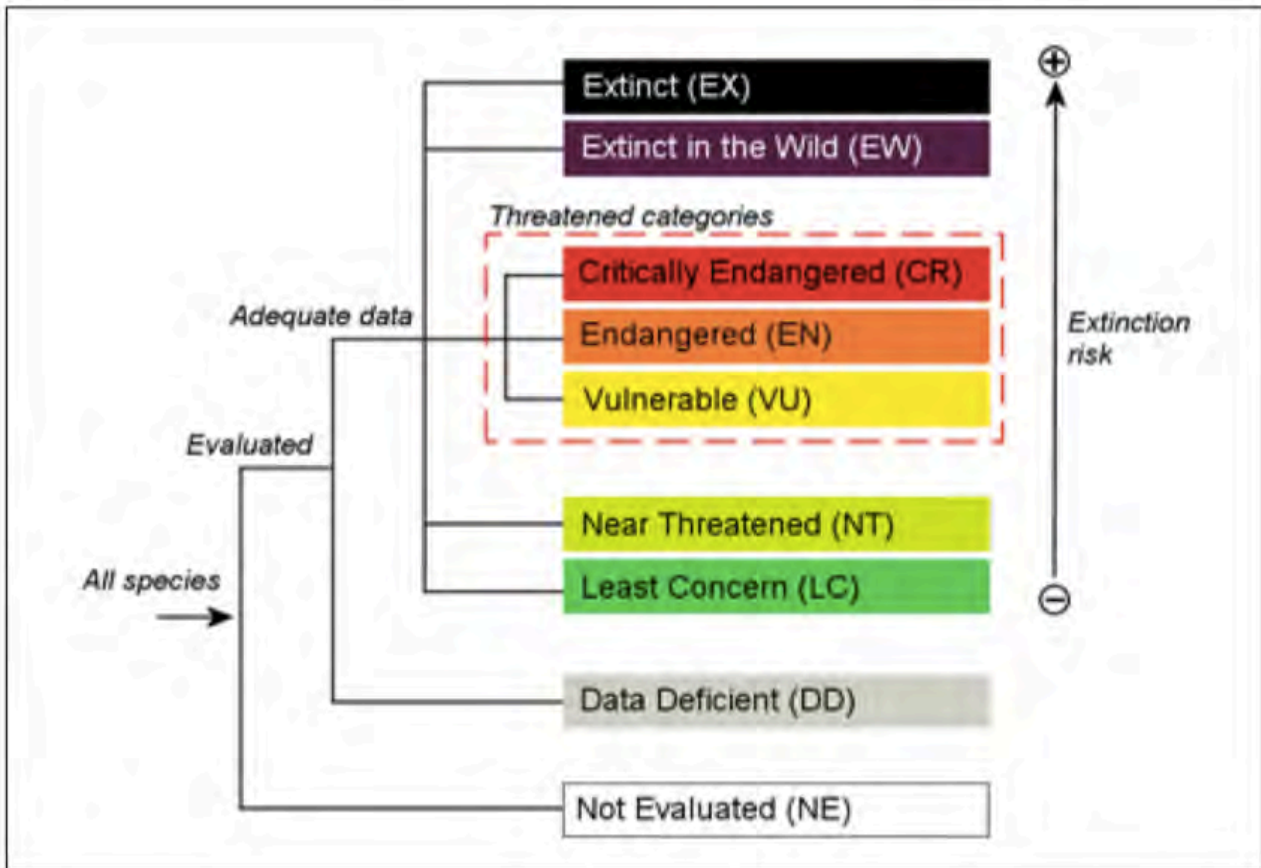 Extinct (EX)
Extinct in the Wild (EW)
Threatened categories
Critically Endangered (CR)
Adequate data
Endangered (EN)
Extinction
risk
Vulnerable (VU)
Evaluated
Near Threatened (NT)
All species
Least Concern (LC)
Data Deficient (DD)
Not Evaluated (NE)